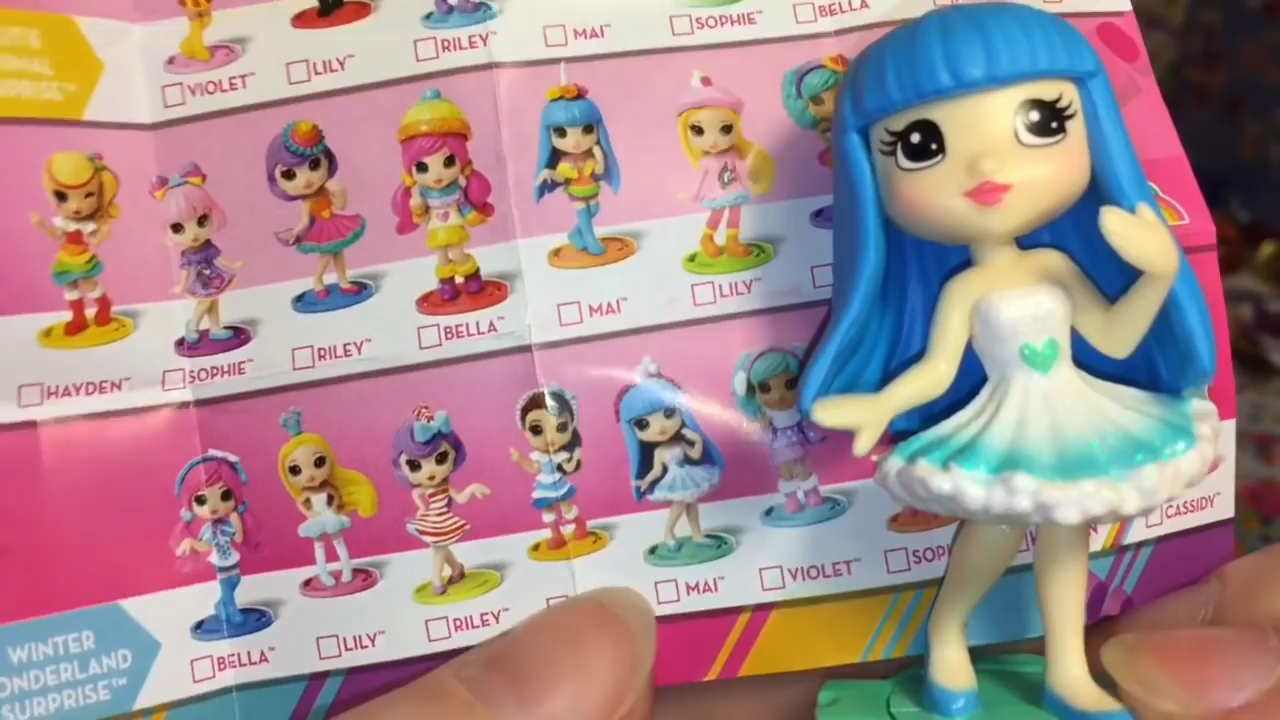 VIOLET™ LILY™ RILEY™ MAI™ SOPHIE™ BELLA
HAYDEN™ SOPHIE™ RILEY™ BELLA™ MAI™ LILY™
BELLA™ LILY™ RILEY™ MAI™ VIOLET™ SOPH CASSIDY™
WINTER
ONDERLAND
SURPRISE™